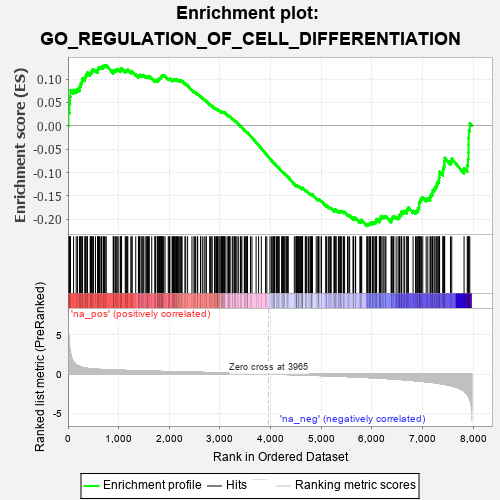 Enrichment plot:
GO_REGULATION_OF_CELL_DIFFERENTIATION
Enrichment score (ES)
0.10
0.05
0.00
-0.05
-0.10
-0.15
-0.20
'na_pos' (positively correlated)
Ranked list metric (PreRanked)
5
0
-5
Zero cross at 3965
'na_neg' (negatively correlated)
0
1,000
2,000
3,000
4,000
5,000
6,000
7,000
8,000
Rank in Ordered Dataset
Enrichment profile
Hits
Ranking metric scores